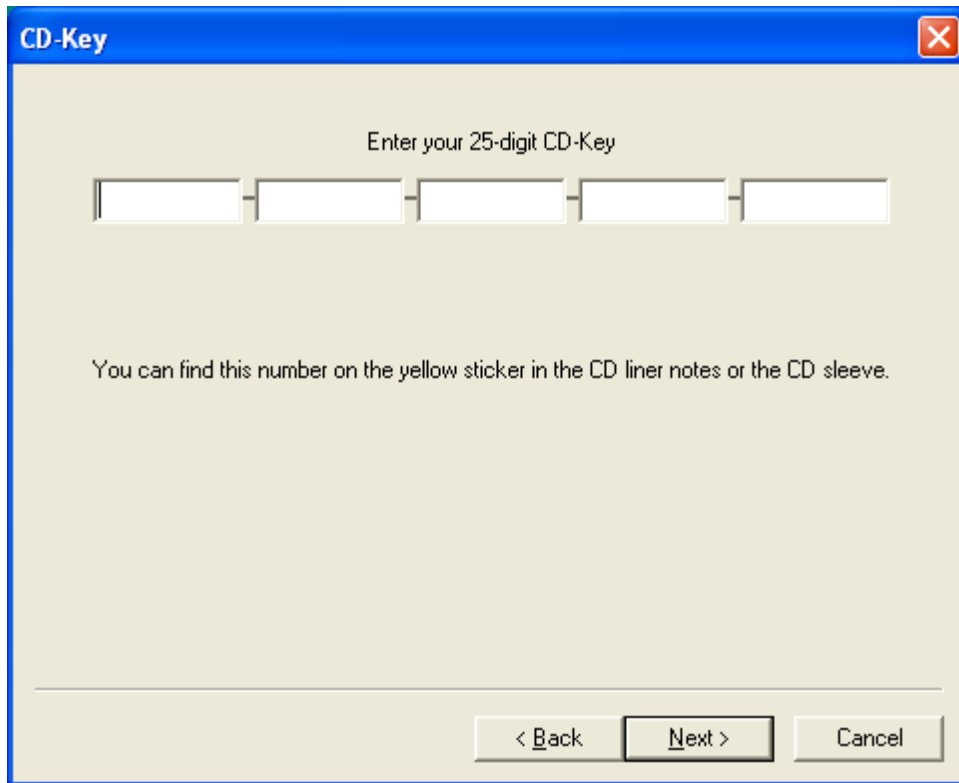 CD-Key
Enter your 25-digit CD-Key
You can find this number on the yellow sticker in the CD liner notes or the CD sleeve.
< Back Next > Cancel